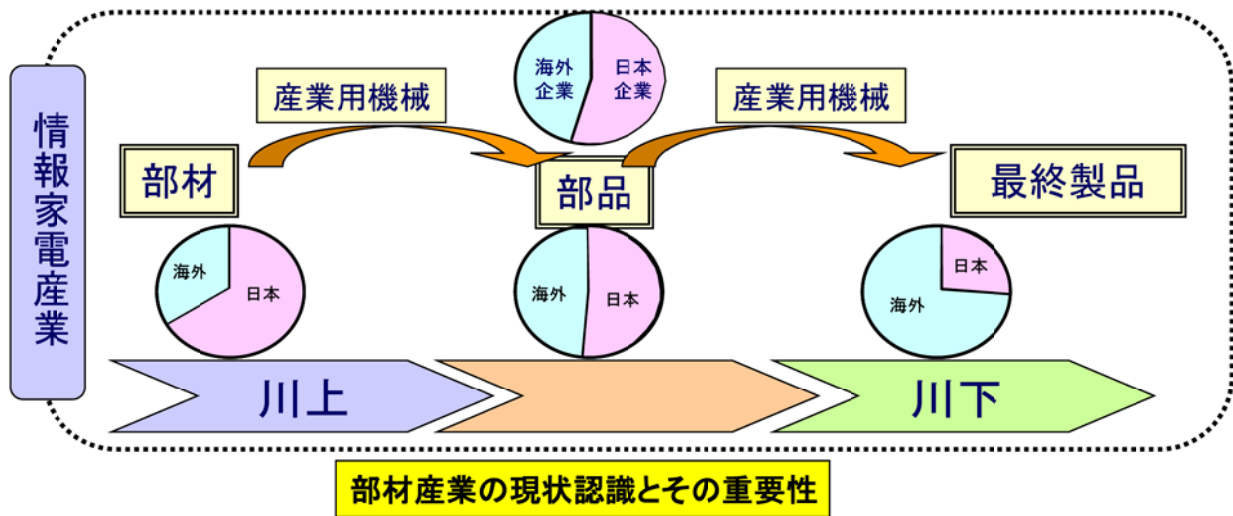 情報家電産業
海外
企業
日本
企業
産業用機械
産業用機械
部材
部品
最終製品
海外
日本
海外
日本
日本
海外
川上
川下
部材産業の現状認識とその重要性